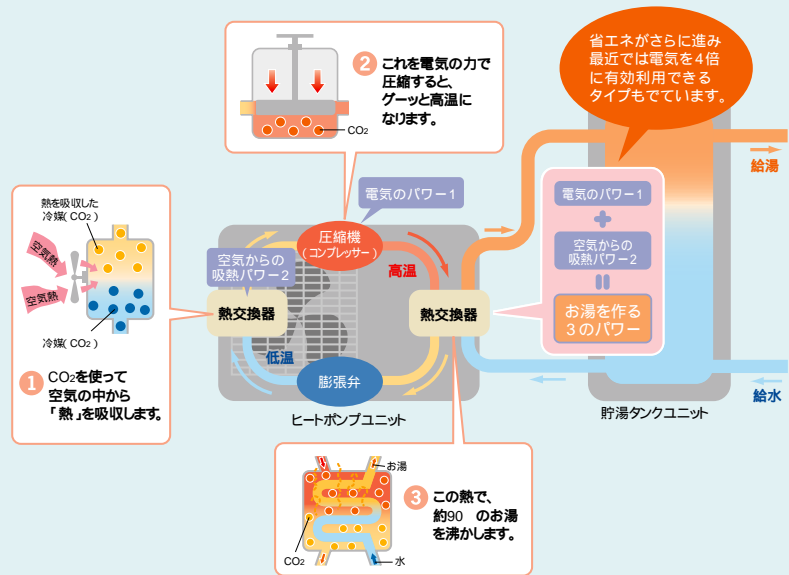 2
これを電気の力で
圧縮すると、
グーッと高温に
なります。
CO2
省エネがさらに進み
最近では電気を4倍
に有効利用できる
タイプもでています。
給湯
熱を吸収した
冷媒(CO2)
空気熱
空気熱
冷媒(CO2)
1
CO2を使って
空気の中から
「熱」を吸収します。
電気のパワー1
圧縮機
(コンプレッサー)
空気からの
吸熱パワー2
高温
熱交換器
熱交換器
低温
膨張弁
ヒートポンプユニット
電気のパワー1
+
空気からの
吸熱パワー2
=
お湯を作る
3のパワー
給水
貯湯タンクユニット
お湯
CO2
水
3
この熱で、
約90 のお湯
を沸かします。